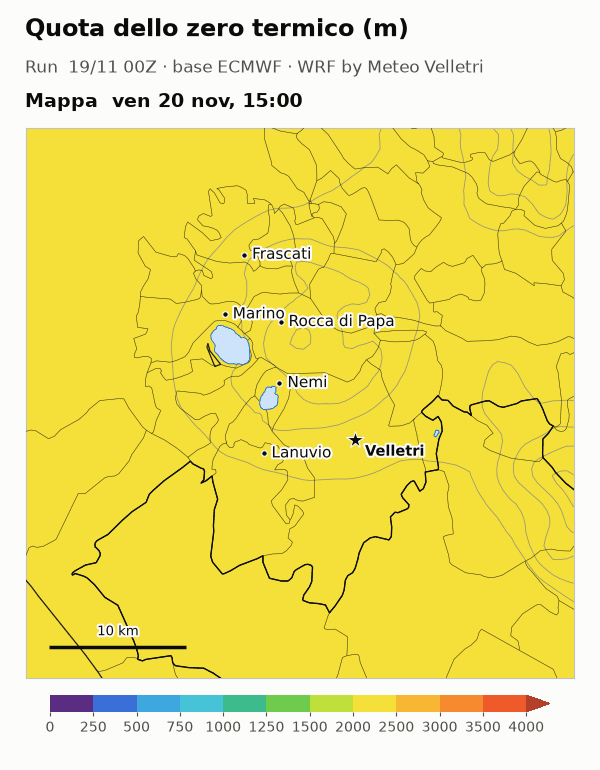 Quota dello zero termico (m)
Run  19/11 00Z · base ECMWF · WRF by Meteo Velletri
Mappa  ven 20 nov, 15:00
Frascati
Marino
Rocca di Papa
Nemi
Velletri
Lanuvio
10 km
0 250 500 750 1000 1250 1500 2000 2500 3000 3500 4000